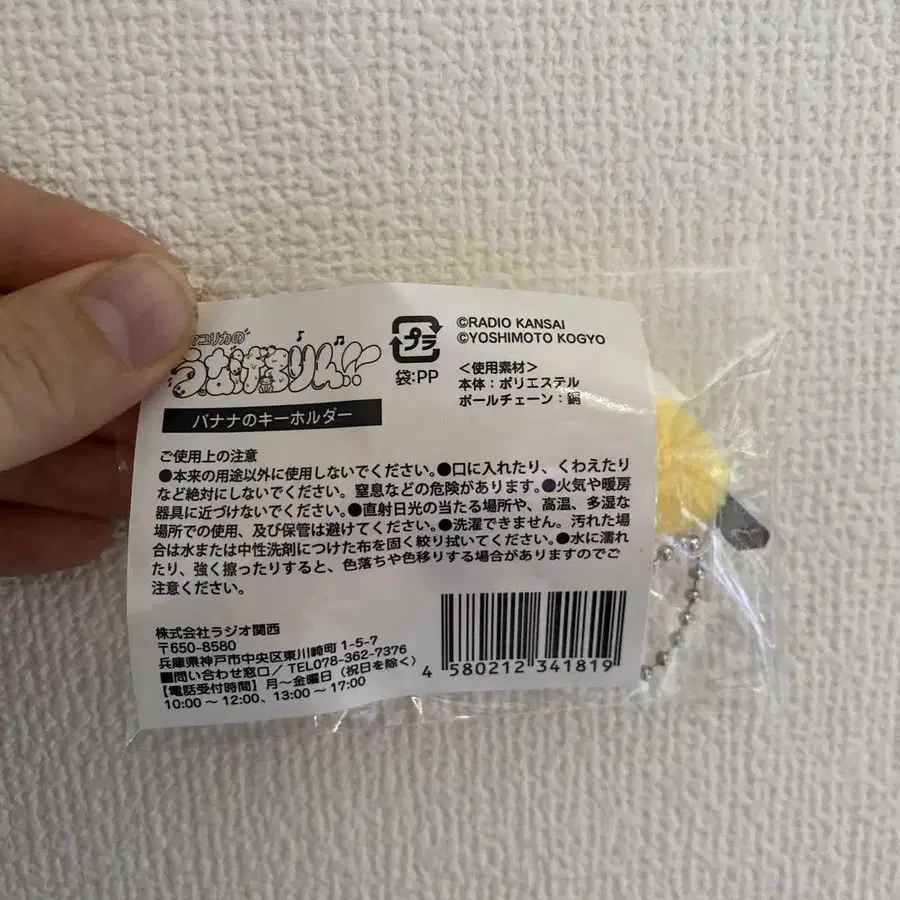 マユリカの
うなげろりん!!
バナナのキーホルダー
プラ
袋:PP
©RADIO KANSAI
©YOSHIMOTO KOGYO
<使用素材>
本体:ポリエステル
ボールチェーン:銅
ご使用上の注意
●本来の用途以外に使用しないでください。●口に入れたり、くわえたり
など絶対にしないでください。窒息などの危険があります。●火気や暖房
器具に近づけないでください。●直射日光の当たる場所や、高温、多湿な
場所での使用、及び保管は避けてください。●洗濯できません。汚れた場
合は水または中性洗剤につけた布を固く絞り拭いてください。●水に濡れ
たり、強く擦ったりすると、色落ちや色移りする場合がありますのでご
注意ください。
株式会社ラジオ関西
〒650-8580
兵庫県神戸市中央区東川崎町1-5-7
■問い合わせ窓口/TEL078-362-7376
【電話受付時間】月~金曜日(祝日を除く)
10:00~12:00、13:00~17:00
4 580212 341819